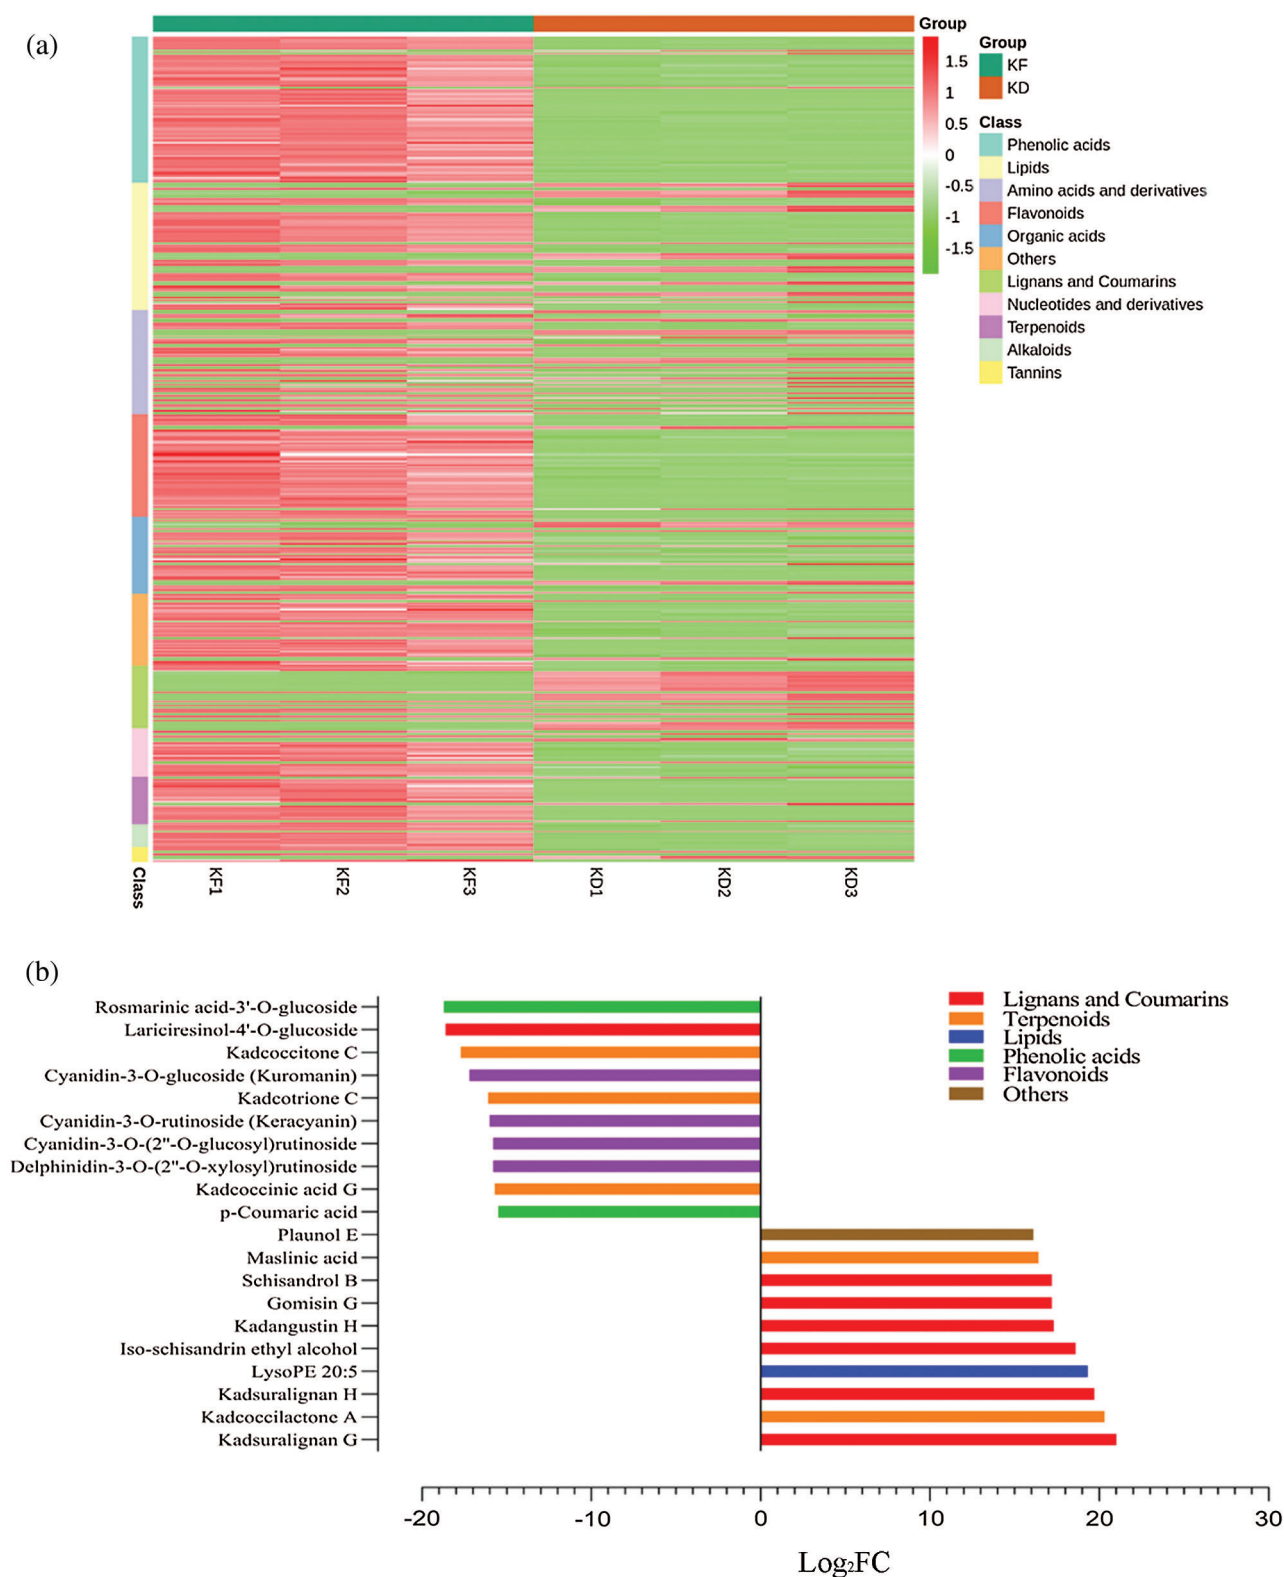 (a)
Group
1.5
1
0.5
0
-0.5
-1
-1.5
Group
KF
KD
Class
Phenolic acids
Lipids
Amino acids and derivatives
Flavonoids
Organic acids
Others
Lignans and Coumarins
Nucleotides and derivatives
Terpenoids
Alkaloids
Tannins
Class
KF1
KF2
KF3
KD1
KD2
KD3
(b)
Rosmarinic acid-3'-O-glucoside
Lariciresinol-4'-O-glucoside
Kadcoccitone C
Cyanidin-3-O-glucoside (Kuromanin)
Kadcotrione C
Cyanidin-3-O-rutinoside (Keracyanin)
Cyanidin-3-O-(2"-O-glucosyl)rutinoside
Delphinidin-3-O-(2"-O-xylosyl)rutinoside
Kadcoccinic acid G
p-Coumaric acid
Plaunol E
Maslinic acid
Schisandrol B
Gomisin G
Kadangustin H
Iso-schisandrin ethyl alcohol
LysoPE 20:5
Kadsuralignan H
Kadcoccilactone A
Kadsuralignan G
Lignans and Coumarins
Terpenoids
Lipids
Phenolic acids
Flavonoids
Others
-20
-10
0
10
20
30
Log₂FC